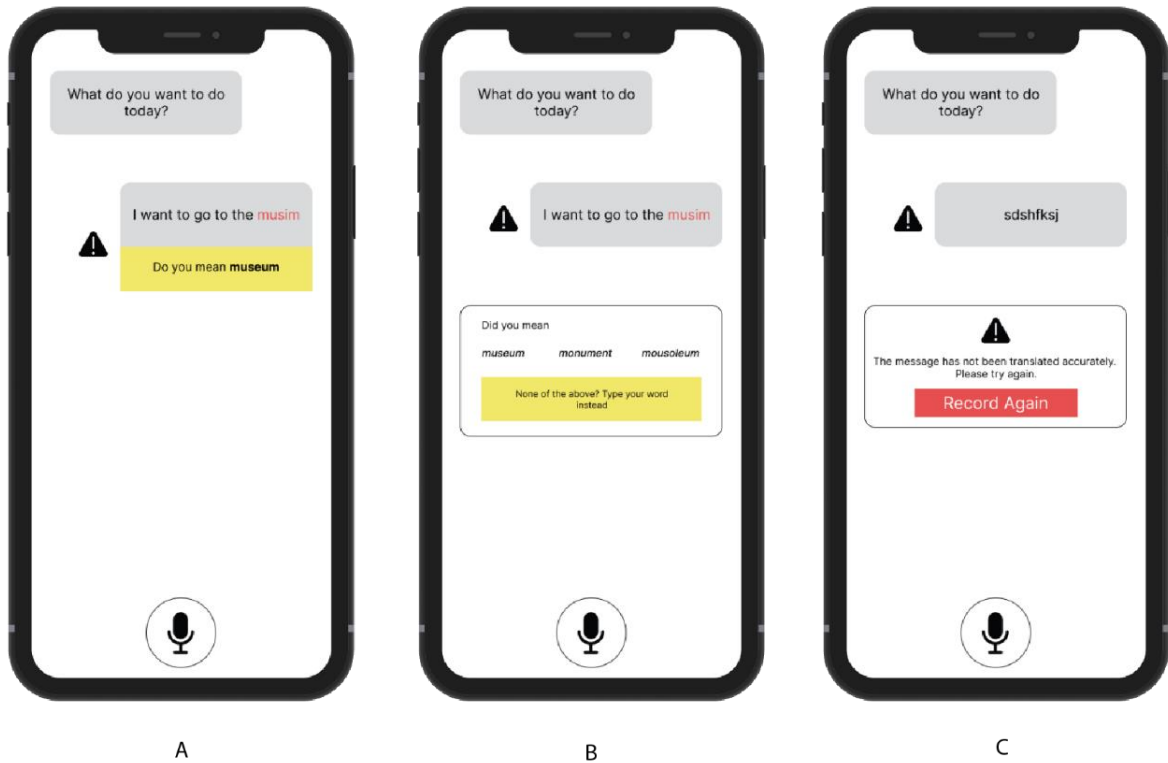 What do you want to do
today?
I want to go to the musim
Do you mean museum
A
What do you want to do
today?
I want to go to the musim
Did you mean
museum monument mousoleum
None of the above? Type your word
instead
B
What do you want to do
today?
sdshfksj
The message has not been translated accurately.
Please try again.
Record Again
C